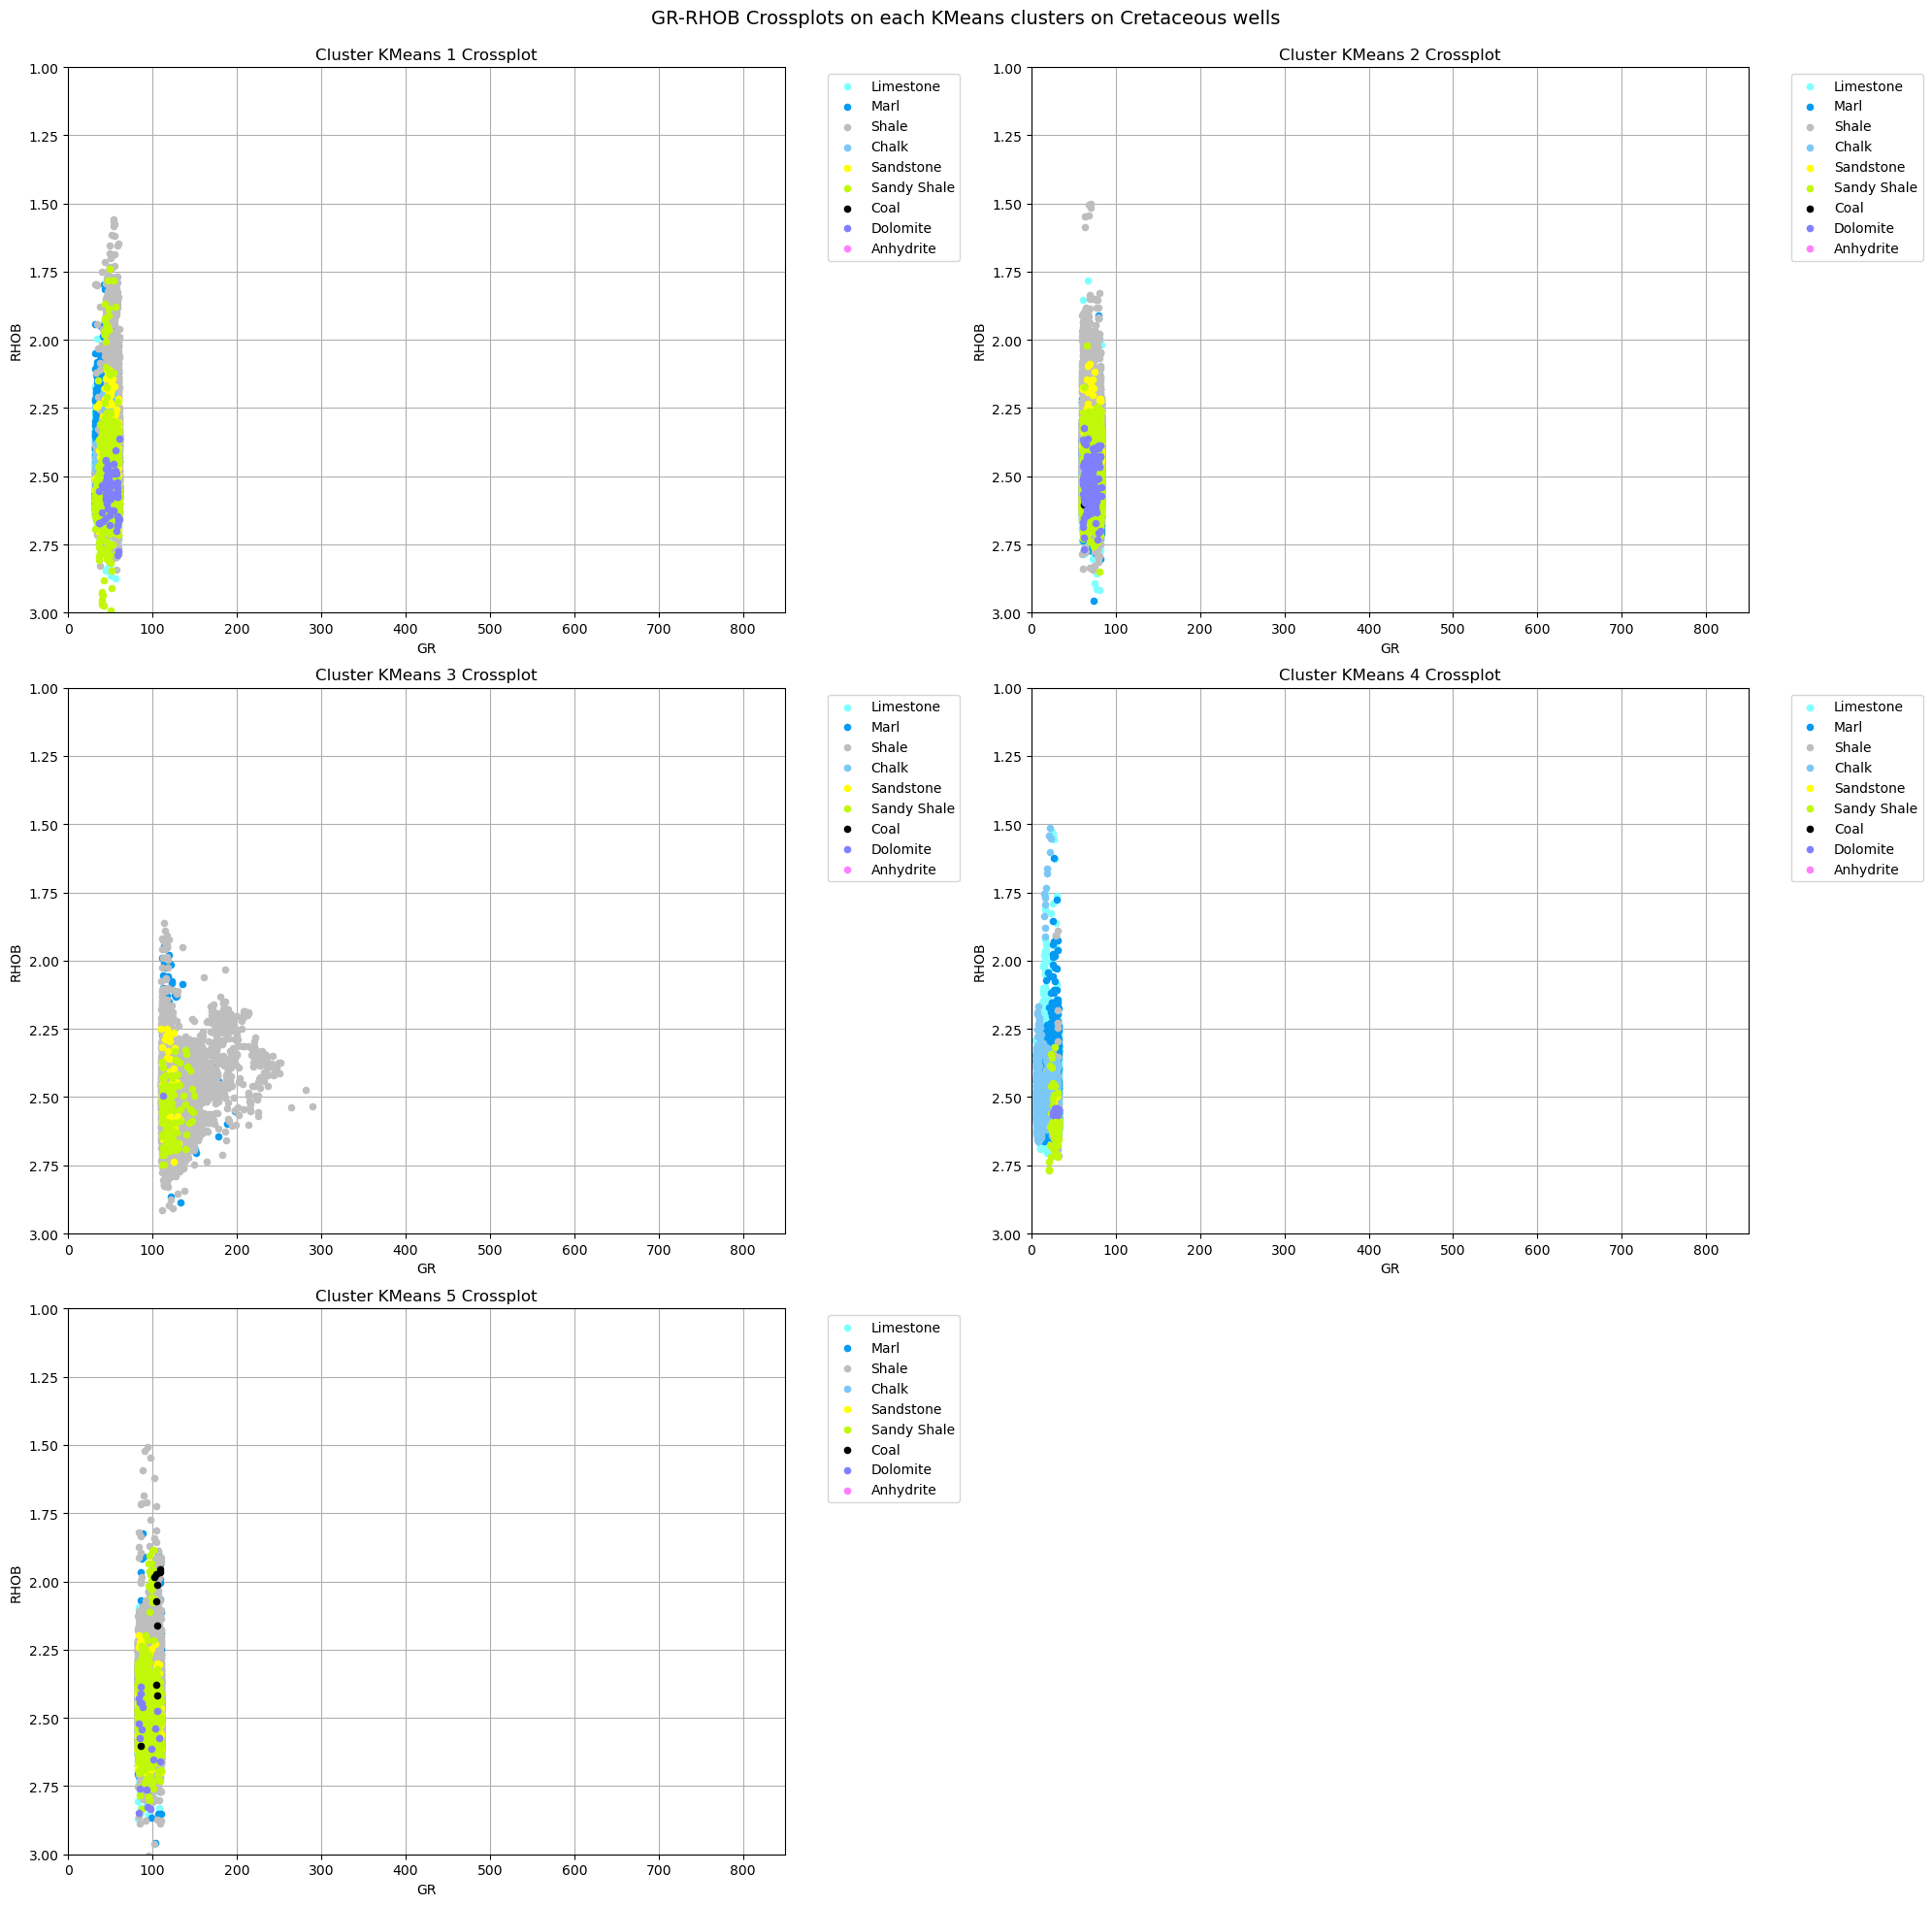 GR-RHOB Crossplots on each KMeans clusters on Cretaceous wells
Cluster KMeans 1 Crossplot
1.00
1.25
1.50
1.75
2.00
2.25
2.50
2.75
3.00
RHOB
0 100 200 300 400 500 600 700 800
GR
Limestone
Marl
Shale
Chalk
Sandstone
Sandy Shale
Coal
Dolomite
Anhydrite
Cluster KMeans 2 Crossplot
1.00
1.25
1.50
1.75
2.00
2.25
2.50
2.75
3.00
RHOB
0 100 200 300 400 500 600 700 800
GR
Limestone
Marl
Shale
Chalk
Sandstone
Sandy Shale
Coal
Dolomite
Anhydrite
Cluster KMeans 3 Crossplot
1.00
1.25
1.50
1.75
2.00
2.25
2.50
2.75
3.00
RHOB
0 100 200 300 400 500 600 700 800
GR
Limestone
Marl
Shale
Chalk
Sandstone
Sandy Shale
Coal
Dolomite
Anhydrite
Cluster KMeans 4 Crossplot
1.00
1.25
1.50
1.75
2.00
2.25
2.50
2.75
3.00
RHOB
0 100 200 300 400 500 600 700 800
GR
Limestone
Marl
Shale
Chalk
Sandstone
Sandy Shale
Coal
Dolomite
Anhydrite
Cluster KMeans 5 Crossplot
1.00
1.25
1.50
1.75
2.00
2.25
2.50
2.75
3.00
RHOB
0 100 200 300 400 500 600 700 800
GR
Limestone
Marl
Shale
Chalk
Sandstone
Sandy Shale
Coal
Dolomite
Anhydrite